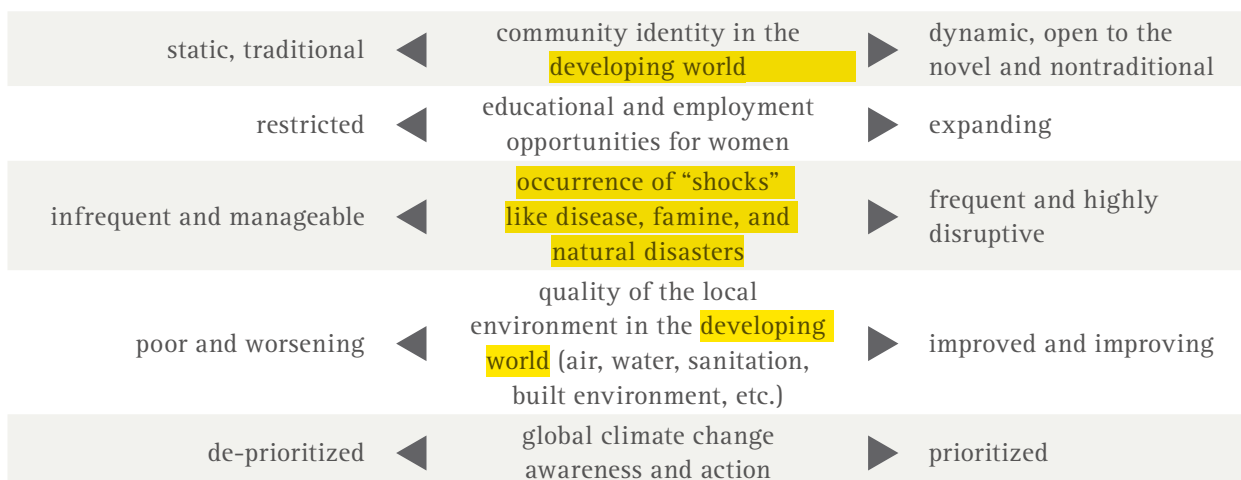 static, traditional
community identity in the
developing world
dynamic, open to the
novel and nontraditional
restricted
educational and employment
opportunities for women
expanding
infrequent and manageable
occurrence of “shocks”
like disease, famine, and
natural disasters
frequent and highly
disruptive
poor and worsening
quality of the local
environment in the developing
world (air, water, sanitation,
built environment, etc.)
improved and improving
de-prioritized
global climate change
awareness and action
prioritized